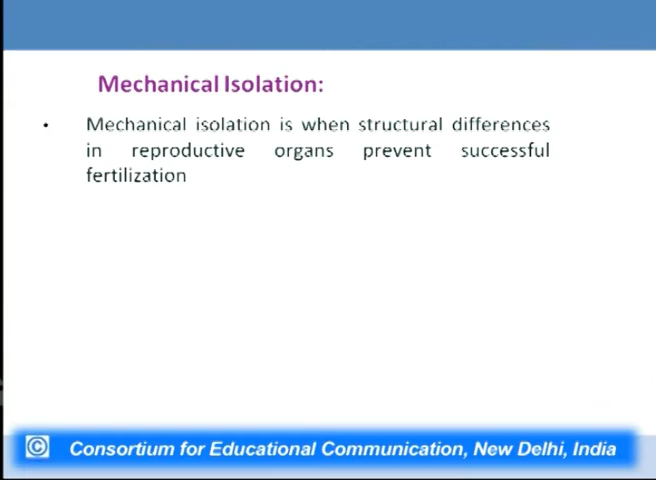 Mechanical Isolation:
• Mechanical isolation is when structural differences
in reproductive organs prevent successful
fertilization
© Consortium for Educational Communication, New Delhi, India